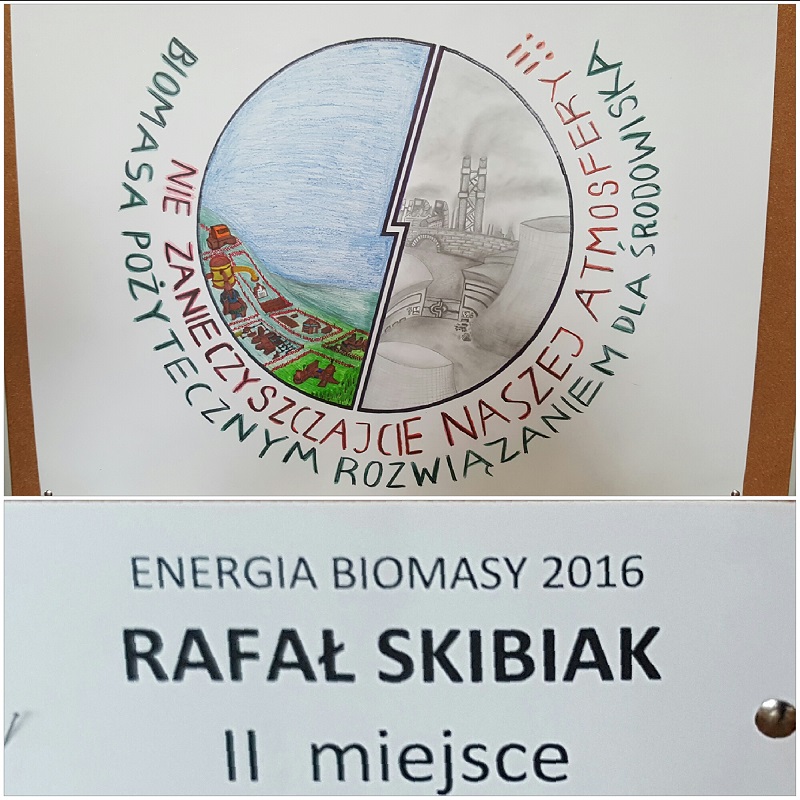 NIE ZANIECZYSZCZAJCIE NASZEJ ATMOSFERY!!!
BIOMASA POŻYTECZNYM ROZWIĄZANIEM DLA ŚRODOWISKA
ENERGIA BIOMASY 2016
RAFAŁ SKIBIAK
II miejsce